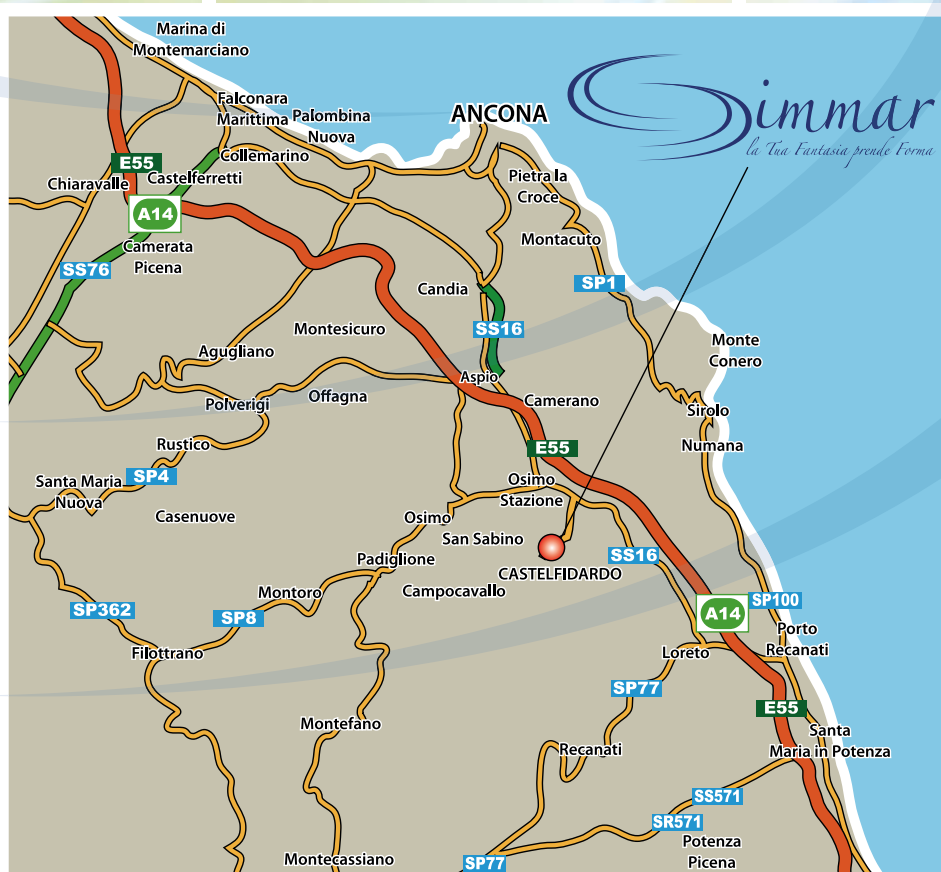 Marina di
Montemarciano
Falconara
Marittima
Palombina
Nuova
ANCONA
Simmar
la Tua Fantasia prende Forma
Collemarino
E55
Chiaravalle
Castelferretti
A14
Pietra la
Croce
Camerata
Picena
Montacuto
SS76
Candia
SP1
Montesicuro
SS16
Monte
Conero
Agugliano
Aspio
Offagna
Camerano
Polverigi
Sirolo
Rustico
E55
Numana
Santa Maria
Nuova
SP4
Osimo
Stazione
Casenuove
Osimo
San Sabino
Padiglione
SS16
CASTELFIDARDO
Campocavallo
Montoro
SP362
SP8
A14
SP100
Porto
Recanati
Filottrano
Loreto
SP77
E55
Montefano
Recanati
Santa
Maria in Potenza
SS571
SR571
Potenza
Picena
Montecassiano
SP77